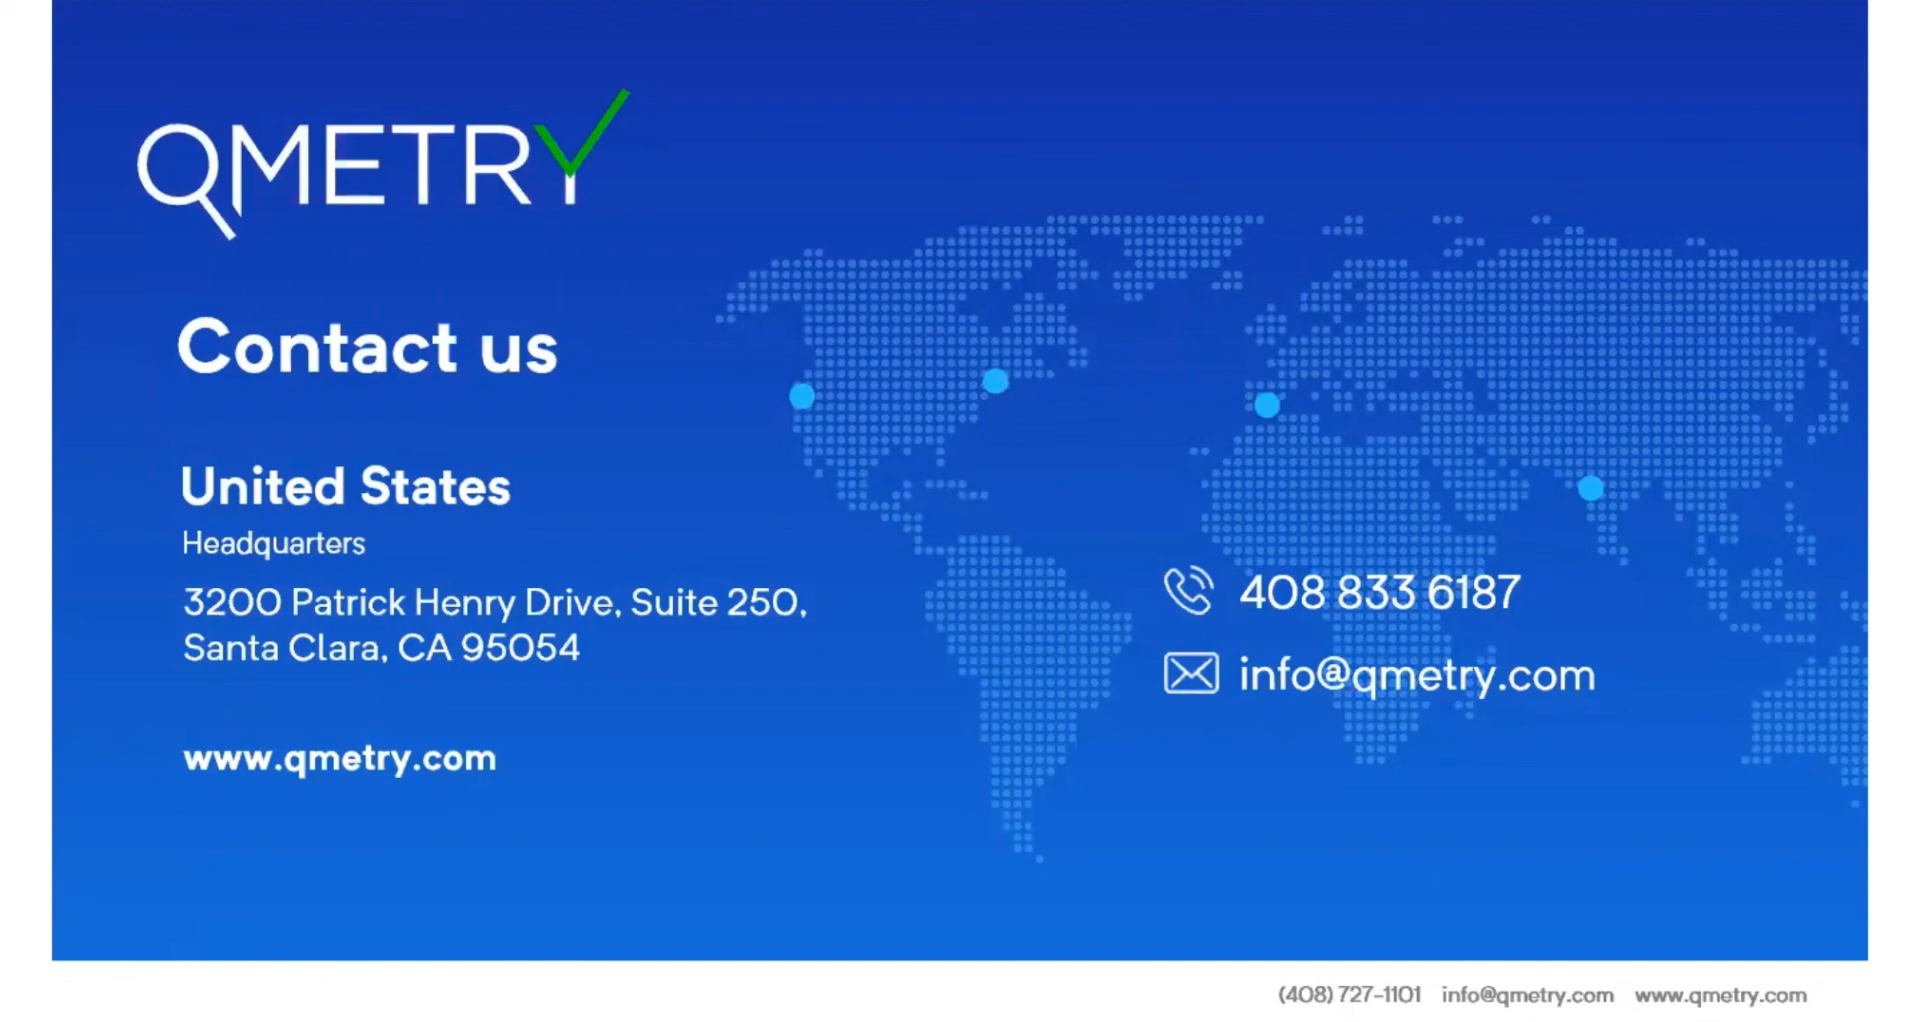 QMETRY
Contact us
United States
Headquarters
3200 Patrick Henry Drive, Suite 250,
Santa Clara, CA 95054
www.qmetry.com
408 833 6187
info@qmetry.com
(408) 727-1101 info@qmetry.com www.qmetry.com